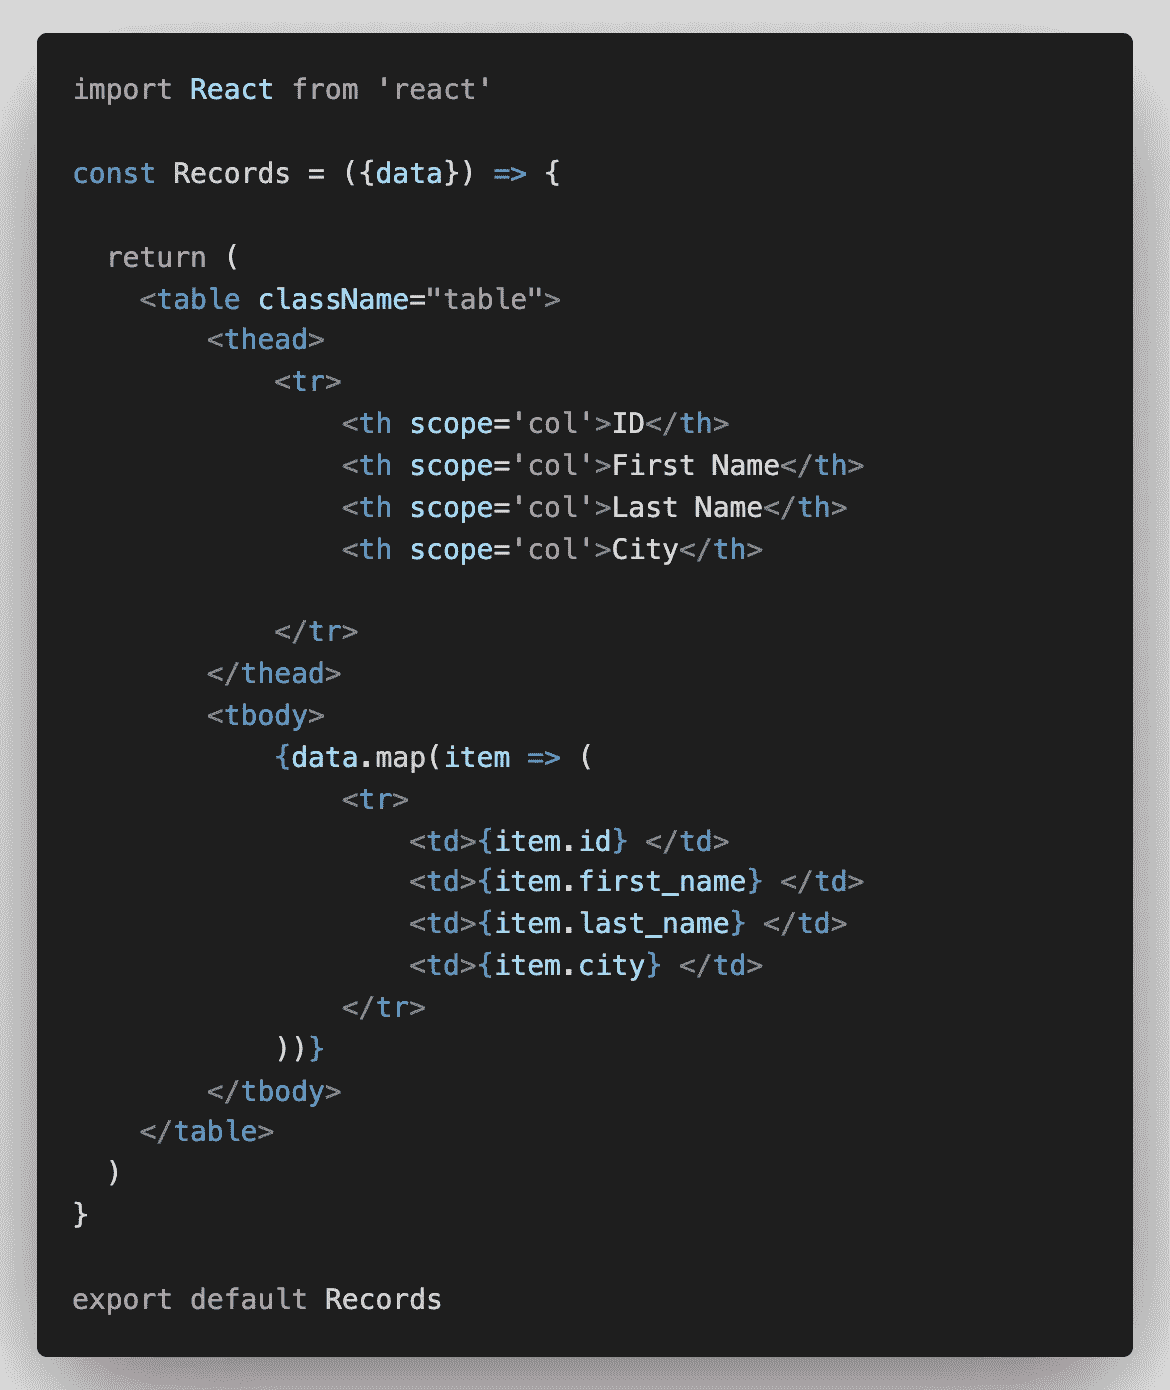 import React from 'react'

const Records = ({data}) => {

  return (
    <table className="table">
        <thead>
            <tr>
                <th scope='col'>ID</th>
                <th scope='col'>First Name</th>
                <th scope='col'>Last Name</th>
                <th scope='col'>City</th>

            </tr>
        </thead>
        <tbody>
            {data.map(item => (
                <tr>
                    <td>{item.id} </td>
                    <td>{item.first_name} </td>
                    <td>{item.last_name} </td>
                    <td>{item.city} </td>
                </tr>
            ))}
        </tbody>
    </table>
  )
}

export default Records